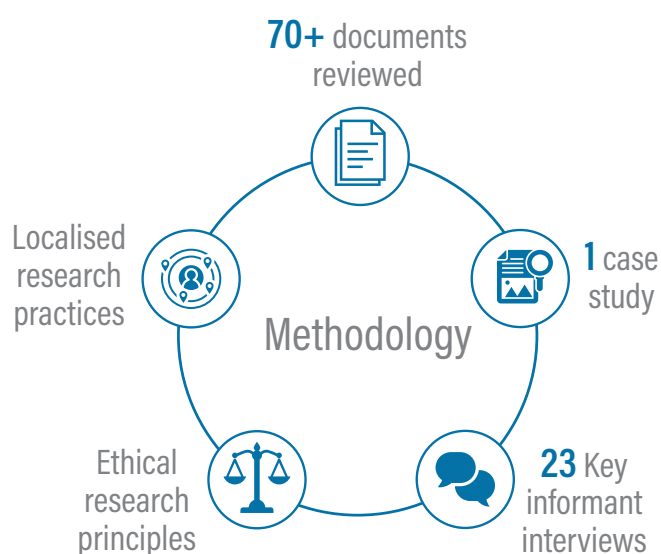 70+ documents
reviewed
Localised
research
practices
1 case
study
Methodology
Ethical
research
principles
23 Key
informant
interviews